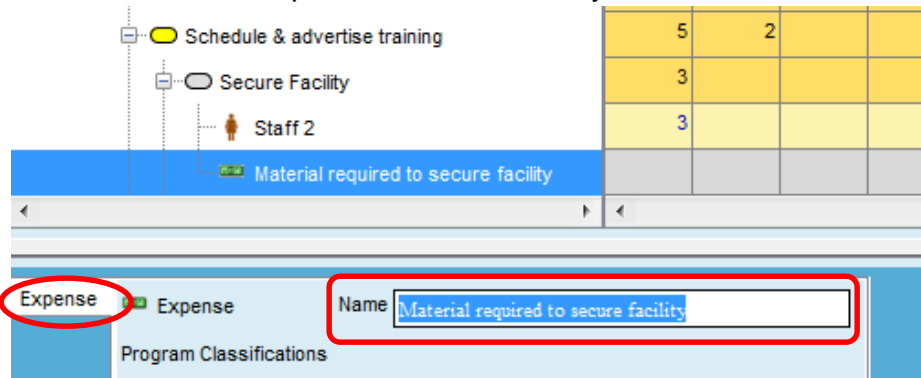 Schedule & advertise training 5 2
Secure Facility 3
Staff 2 3
Material required to secure facility
Expense Expense Name Material required to secure facility
Program Classifications